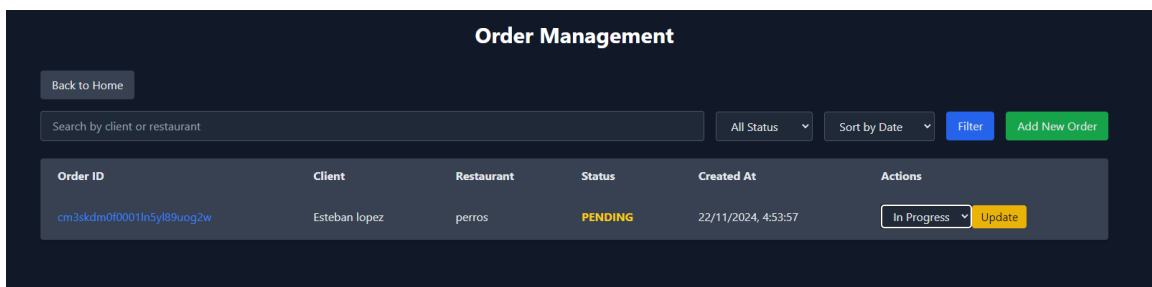 Order Management
Back to Home
Search by client or restaurant All Status Sort by Date Filter Add New Order
Order ID Client Restaurant Status Created At Actions
cm3skdm0f0001ln5yl89uog2w Esteban lopez perros PENDING 22/11/2024, 4:53:57 In Progress Update